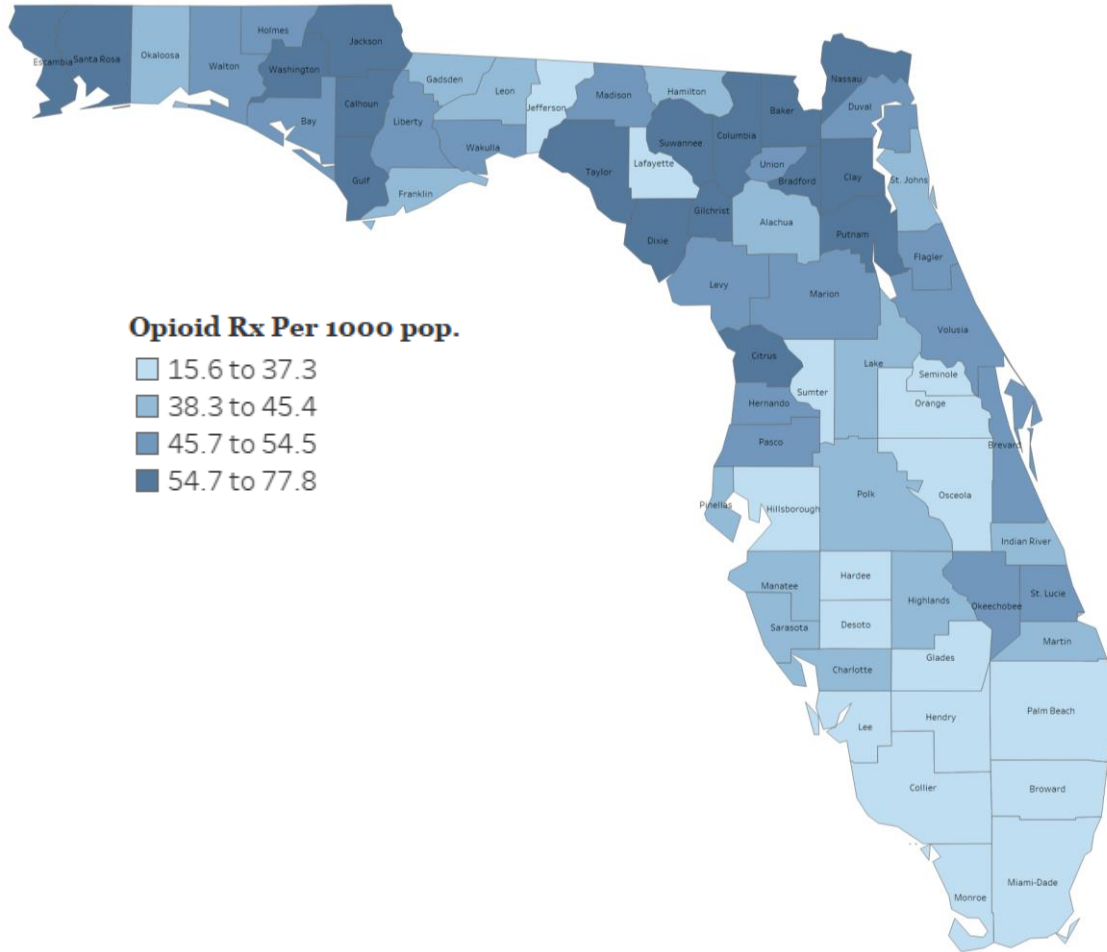 Holmes
Jackson
Escambia
Santa Rosa
Okaloosa
Walton
Washington
Nassau
Gadsden
Leon
Madison
Hamilton
Baker
Duval
Calhoun
Jefferson
Bay
Liberty
Suwannee
Columbia
Wakulla
Lafayette
Union
Taylor
Bradford
Clay
St. Johns
Gulf
Franklin
Gilchrist
Alachua
Putnam
Dixie
Flagler
Levy
Marion
Opioid Rx Per 1000 pop.
15.6 to 37.3
38.3 to 45.4
45.7 to 54.5
54.7 to 77.8
Volusia
Citrus
Lake
Seminole
Sumter
Orange
Hernando
Pasco
Brevard
Polk
Osceola
Pinellas
Hillsborough
Indian River
Hardee
Manatee
St. Lucie
Highlands
Okeechobee
Sarasota
Desoto
Martin
Glades
Charlotte
Palm Beach
Hendry
Lee
Collier
Broward
Miami-Dade
Monroe